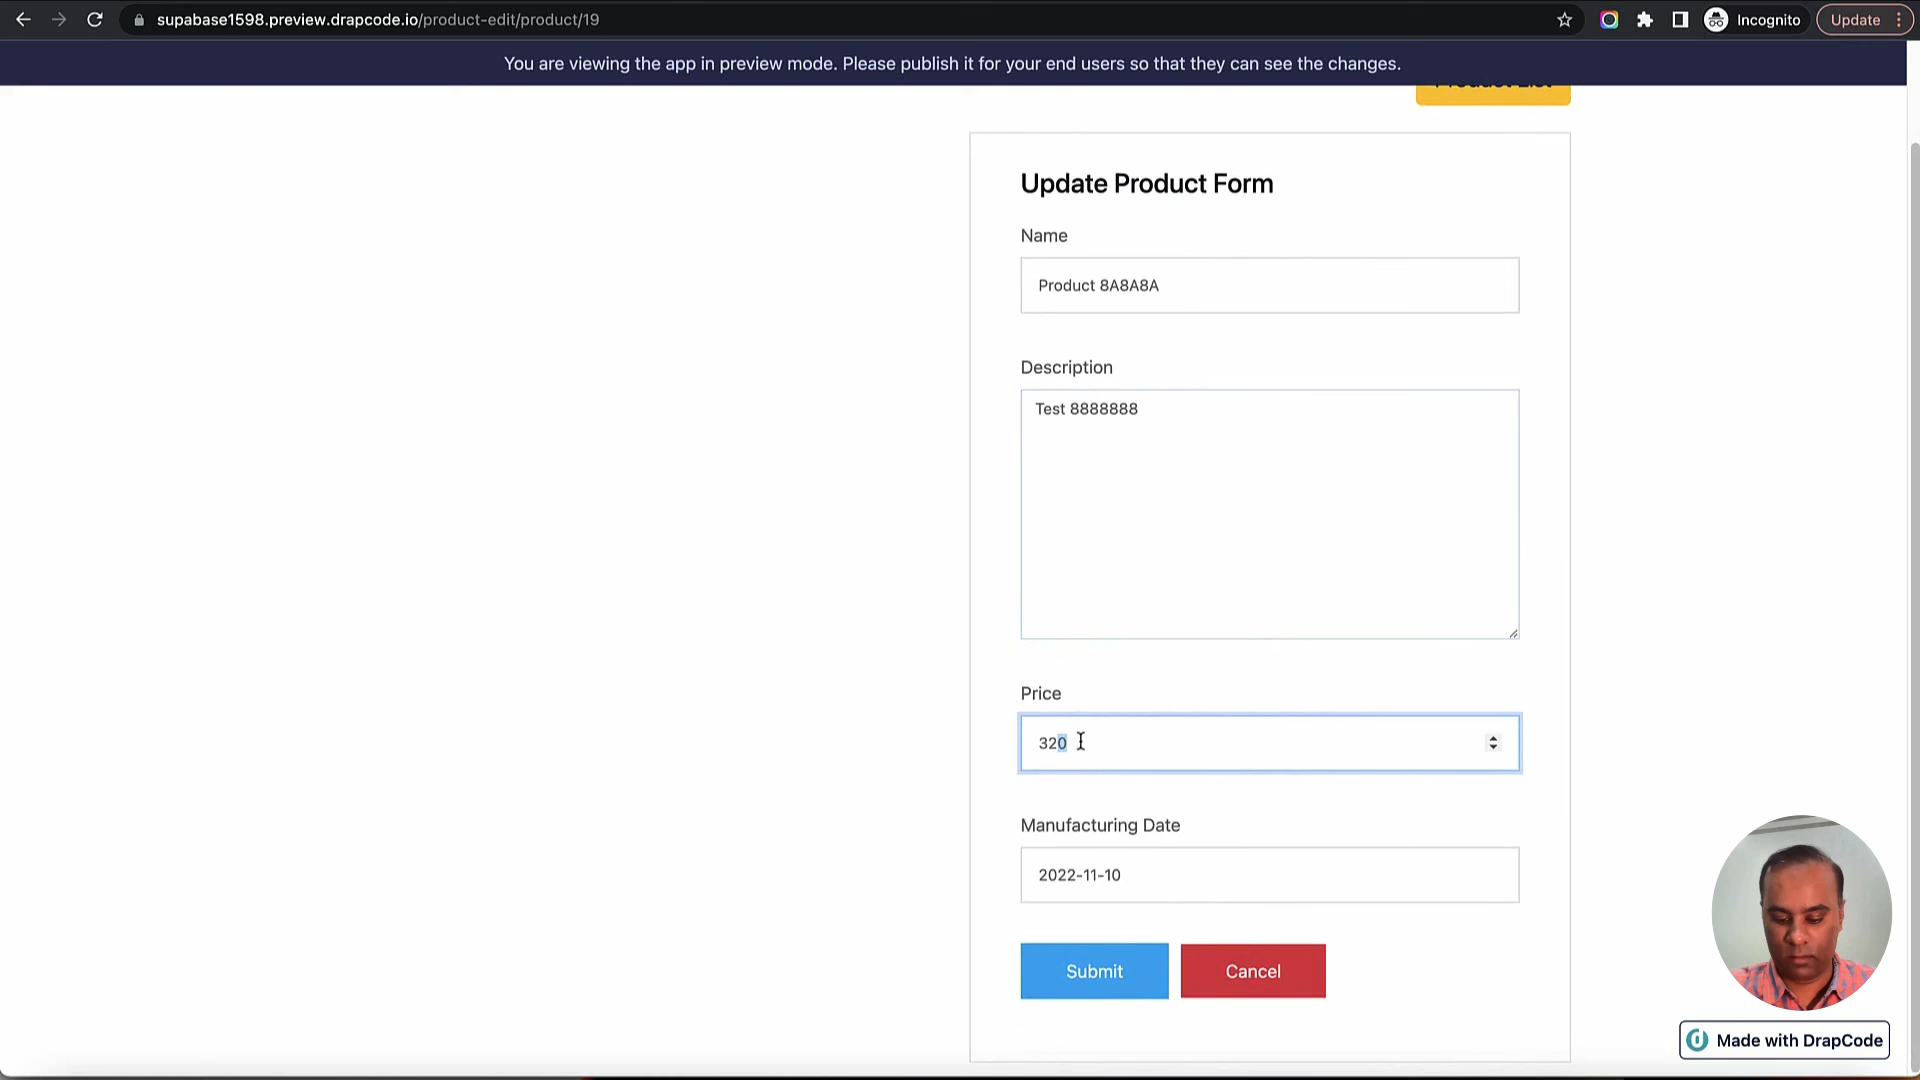 supabase1598.preview.drapcode.io/product-edit/product/19
Incognito
Update
You are viewing the app in preview mode. Please publish it for your end users so that they can see the changes.
Product List
Update Product Form
Name
Product 8A8A8A
Description
Test 8888888
Price
320
Manufacturing Date
2022-11-10
Submit
Cancel
Made with DrapCode